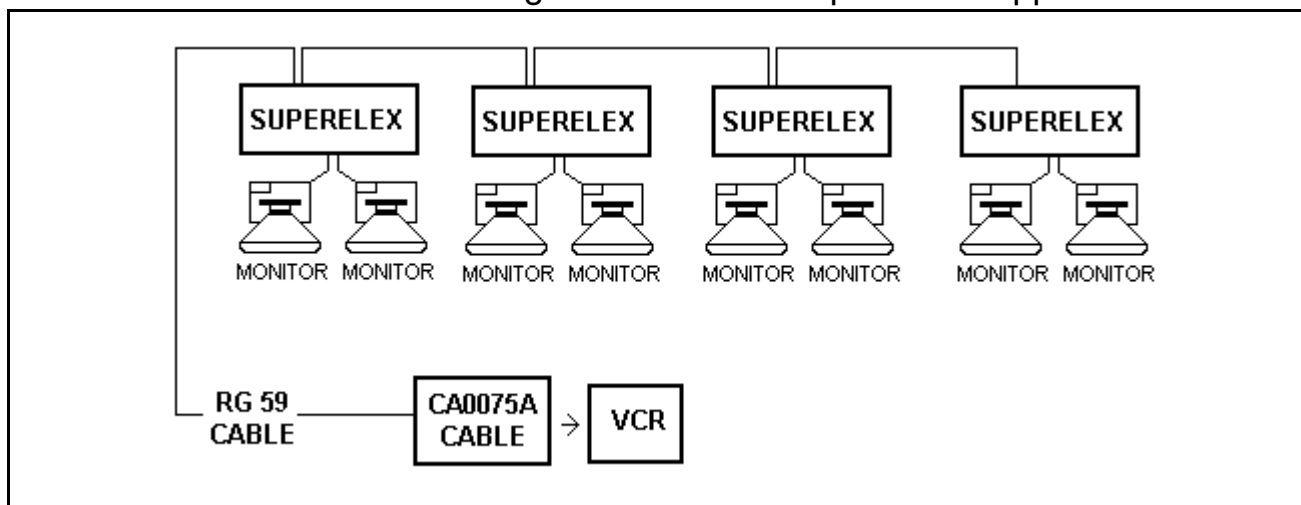 SUPERELEX SUPERELEX SUPERELEX SUPERELEX
MONITOR MONITOR MONITOR MONITOR MONITOR MONITOR MONITOR MONITOR
RG 59
CABLE
CA0075A
CABLE
VCR